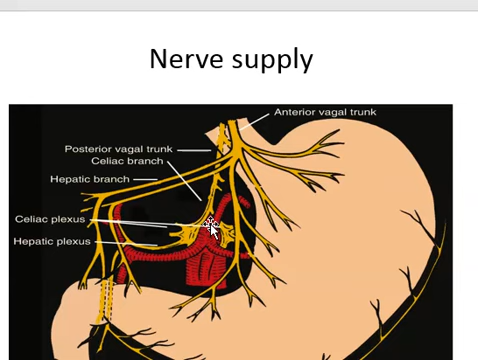 Nerve supply
Anterior vagal trunk
Posterior vagal trunk
Celiac branch
Hepatic branch
Celiac plexus
Hepatic plexus